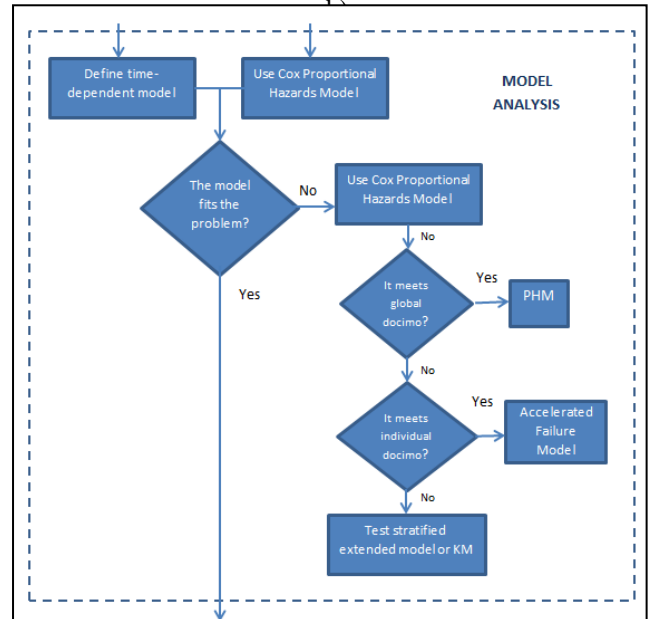 Define time-
dependent model
Use Cox Proportional
Hazards Model
MODEL
ANALYSIS
The model
fits the
problem?
No
Use Cox Proportional
Hazards Model
No
Yes
It meets
global
docimo?
Yes
PHM
No
It meets
individual
docimo?
Yes
Accelerated
Failure
Model
No
Test stratified
extended model or KM